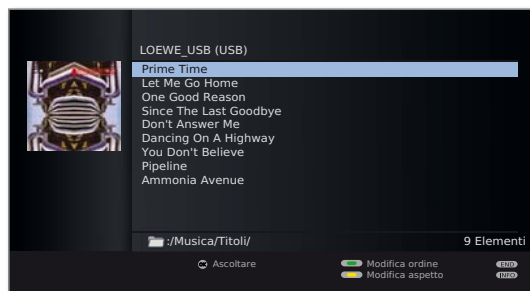 LOEWE_USB (USB)
Prime Time
Let Me Go Home
One Good Reason
Since The Last Goodbye
Don't Answer Me
Dancing On A Highway
You Don't Believe
Pipeline
Ammonia Avenue
:/Musica/Titoli/ 9 Elementi
OK Ascoltare Modifica ordine END
Modifica aspetto INFO